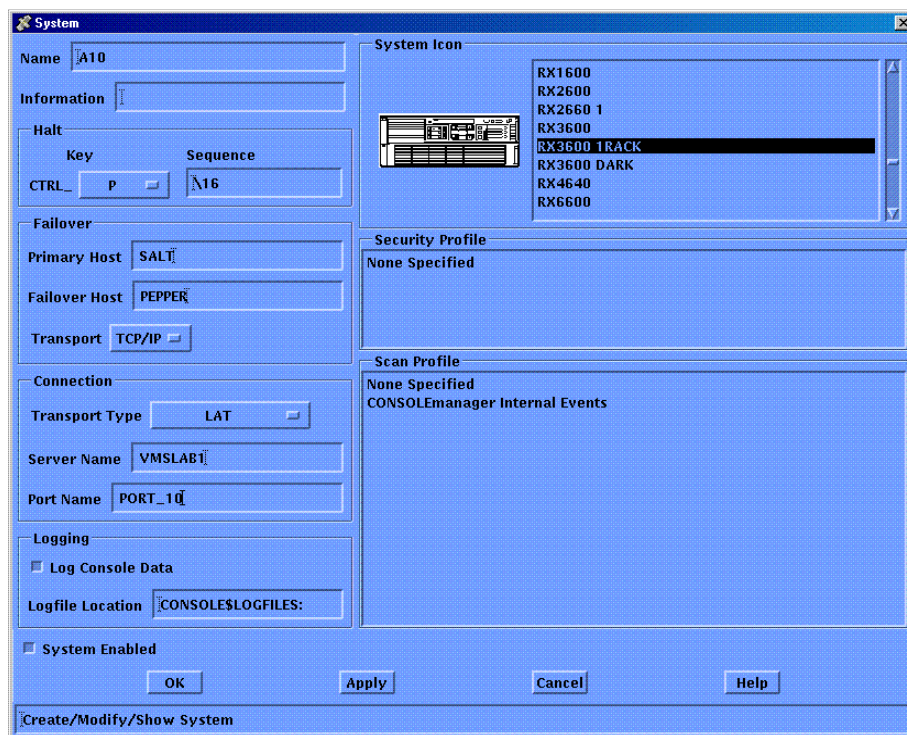 System
Name A10
Information
Halt
Key Sequence
CTRL_ P \16
Failover
Primary Host SALT
Failover Host PEPPER
Transport TCP/IP
Connection
Transport Type LAT
Server Name VMSLAB1
Port Name PORT_10
Logging
Log Console Data
Logfile Location CONSOLE$LOGFILES:
System Enabled
System Icon
RX1600
RX2600
RX2660 1
RX3600
RX3600 1RACK
RX3600 DARK
RX4640
RX6600
Security Profile
None Specified
Scan Profile
None Specified
CONSOLEmanager Internal Events
OK Apply Cancel Help
Create/Modify/Show System